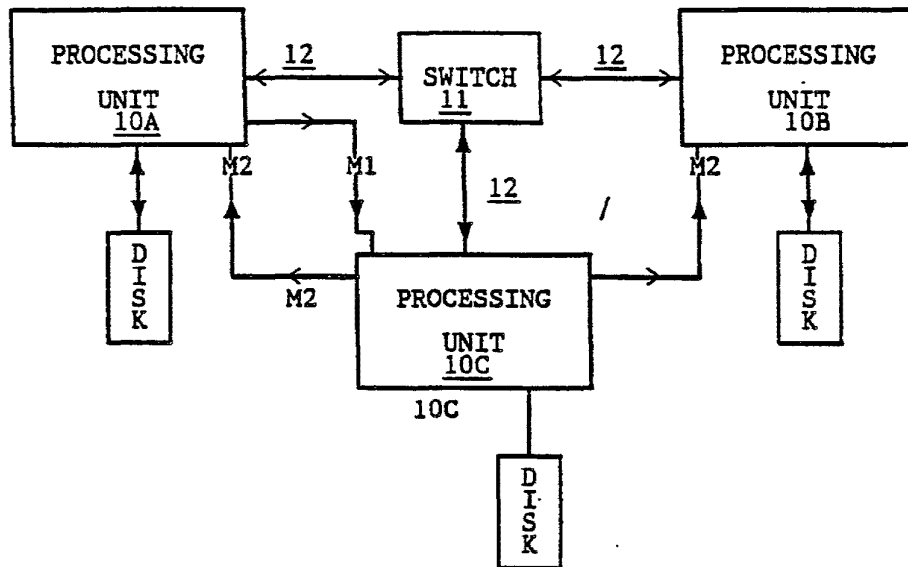 PROCESSING
UNIT
10A
12
SWITCH
11
12
PROCESSING
UNIT
10B
M2
M1
12
/
M2
DISK
M2
PROCESSING
UNIT
10C
10C
DISK
DISK